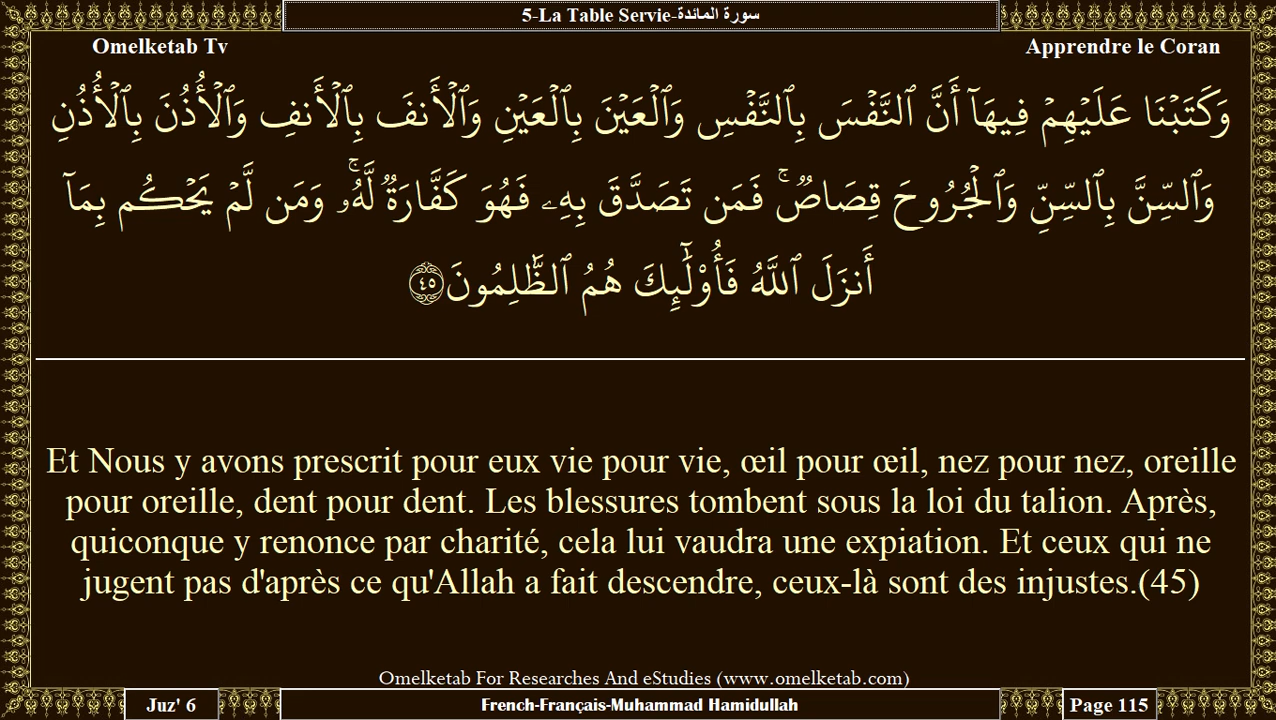 5-La Table Servie-سورة المائدة
Omelketab Tv
Apprendre le Coran
وَكَتَبْنَا عَلَيْهِمْ فِيهَآ أَنَّ ٱلنَّفْسَ بِٱلنَّفْسِ وَٱلْعَيْنَ بِٱلْعَيْنِ وَٱلْأَنفَ بِٱلْأَنفِ وَٱلْأُذُنَ بِٱلْأُذُنِ
وَٱلسِّنَّ بِٱلسِّنِّ وَٱلْجُرُوحَ قِصَاصٌ ۚ فَمَن تَصَدَّقَ بِهِۦ فَهُوَ كَفَّارَةٌ لَّهُۥ ۚ وَمَن لَّمْ يَحْكُم بِمَآ
أَنزَلَ ٱللَّهُ فَأُو۟لَٰٓئِكَ هُمُ ٱلظَّٰلِمُونَ ٤٥
Et Nous y avons prescrit pour eux vie pour vie, œil pour œil, nez pour nez, oreille
pour oreille, dent pour dent. Les blessures tombent sous la loi du talion. Après,
quiconque y renonce par charité, cela lui vaudra une expiation. Et ceux qui ne
jugent pas d'après ce qu'Allah a fait descendre, ceux-là sont des injustes.(45)
Omelketab For Researches And eStudies (www.omelketab.com)
Juz' 6
French-Français-Muhammad Hamidullah
Page 115